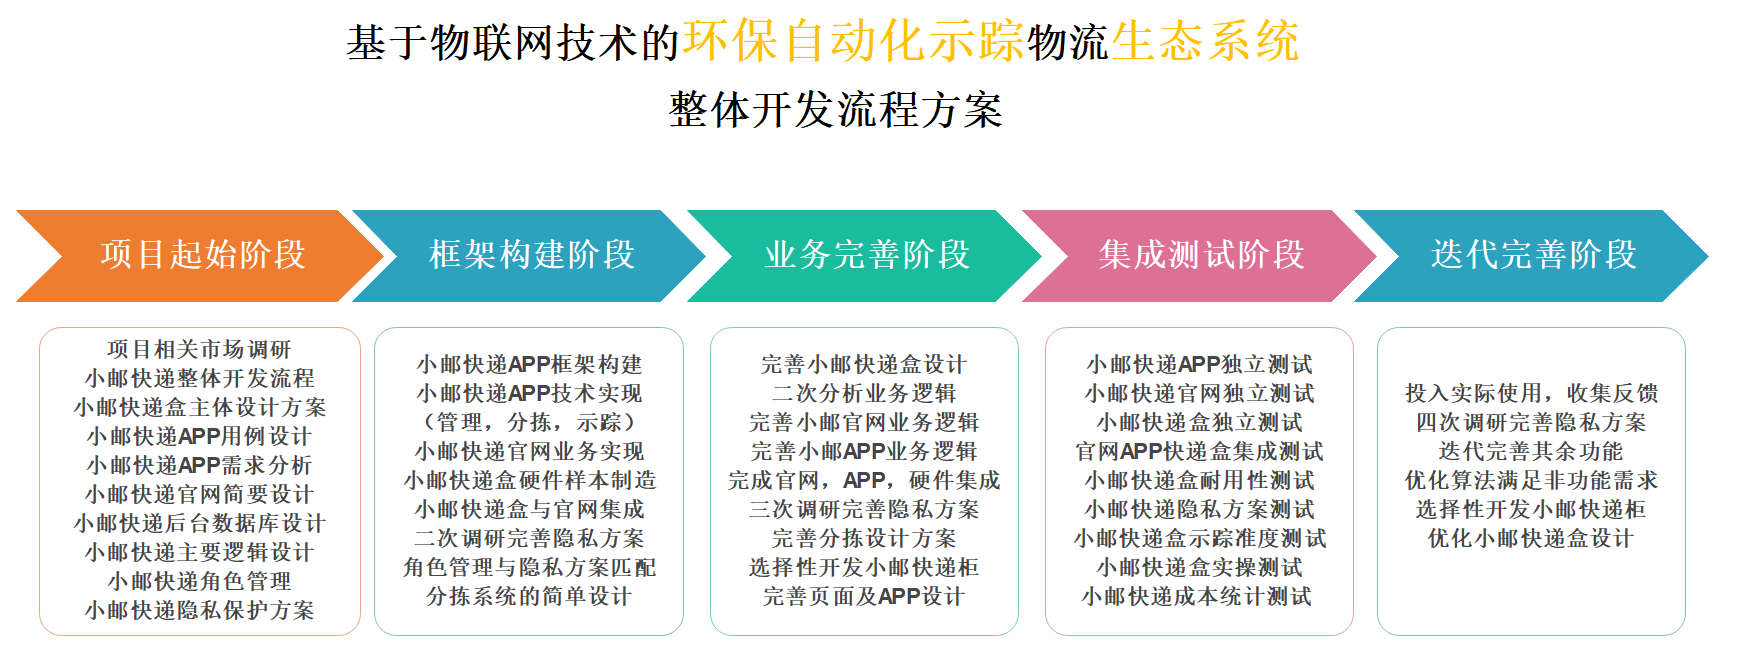 基于物联网技术的环保自动化示踪物流生态系统
整体开发流程方案
项目起始阶段
项目相关市场调研
小邮快递整体开发流程
小邮快递盒主体设计方案
小邮快递APP用例设计
小邮快递APP需求分析
小邮快递官网简要设计
小邮快递后台数据库设计
小邮快递主要逻辑设计
小邮快递角色管理
小邮快递隐私保护方案
框架构建阶段
小邮快递APP框架构建
小邮快递APP技术实现
（管理，分拣，示踪）
小邮快递官网业务实现
小邮快递盒硬件样本制造
小邮快递盒与官网集成
二次调研完善隐私方案
角色管理与隐私方案匹配
分拣系统的简单设计
业务完善阶段
完善小邮快递盒设计
二次分析业务逻辑
完善小邮官网业务逻辑
完善小邮APP业务逻辑
完成官网，APP，硬件集成
三次调研完善隐私方案
完善分拣设计方案
选择性开发小邮快递柜
完善页面及APP设计
集成测试阶段
小邮快递APP独立测试
小邮快递官网独立测试
小邮快递盒独立测试
官网APP快递盒集成测试
小邮快递盒耐用性测试
小邮快递隐私方案测试
小邮快递盒示踪准度测试
小邮快递盒实操测试
小邮快递成本统计测试
迭代完善阶段
投入实际使用，收集反馈
四次调研完善隐私方案
迭代完善其余功能
优化算法满足非功能需求
选择性开发小邮快递柜
优化小邮快递盒设计